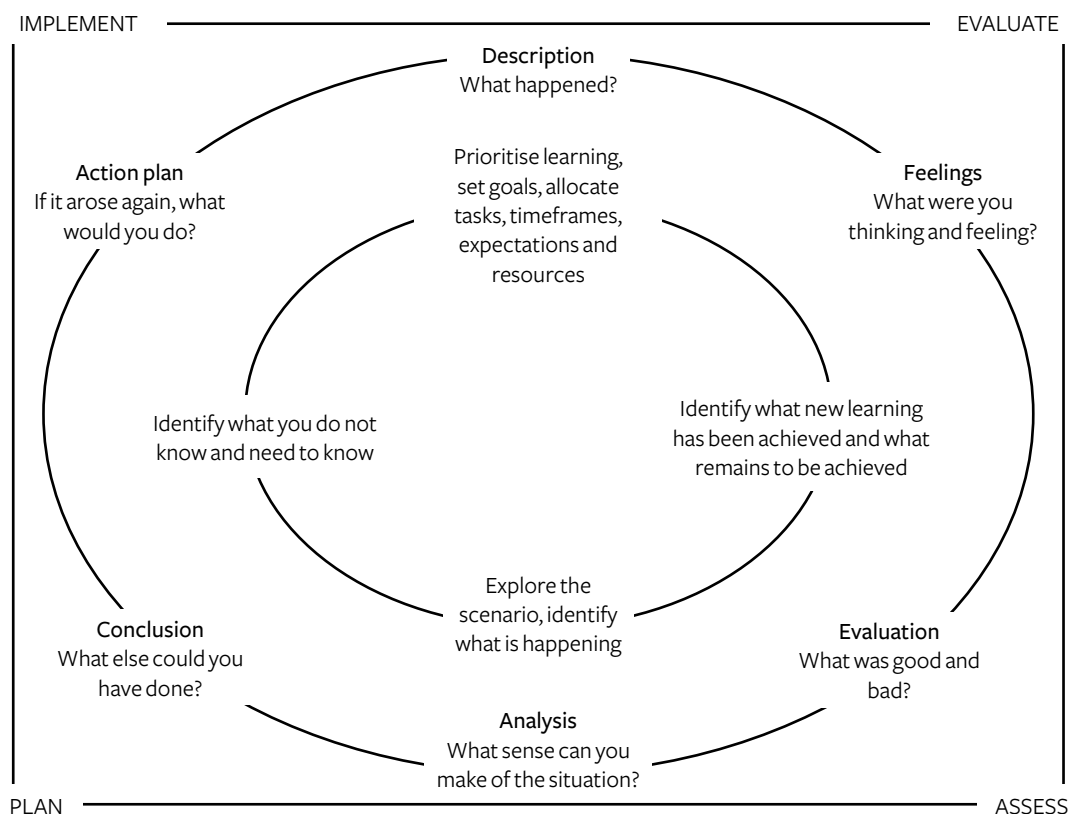 IMPLEMENT
EVALUATE
Description
What happened?
Prioritise learning,
set goals, allocate
tasks, timeframes,
expectations and
resources
Action plan
If it arose again, what
would you do?
Feelings
What were you
thinking and feeling?
Identify what you do not
know and need to know
Identify what new learning
has been achieved and what
remains to be achieved
Explore the
scenario, identify
what is happening
Conclusion
What else could you
have done?
Evaluation
What was good and
bad?
Analysis
What sense can you
make of the situation?
PLAN
ASSESS